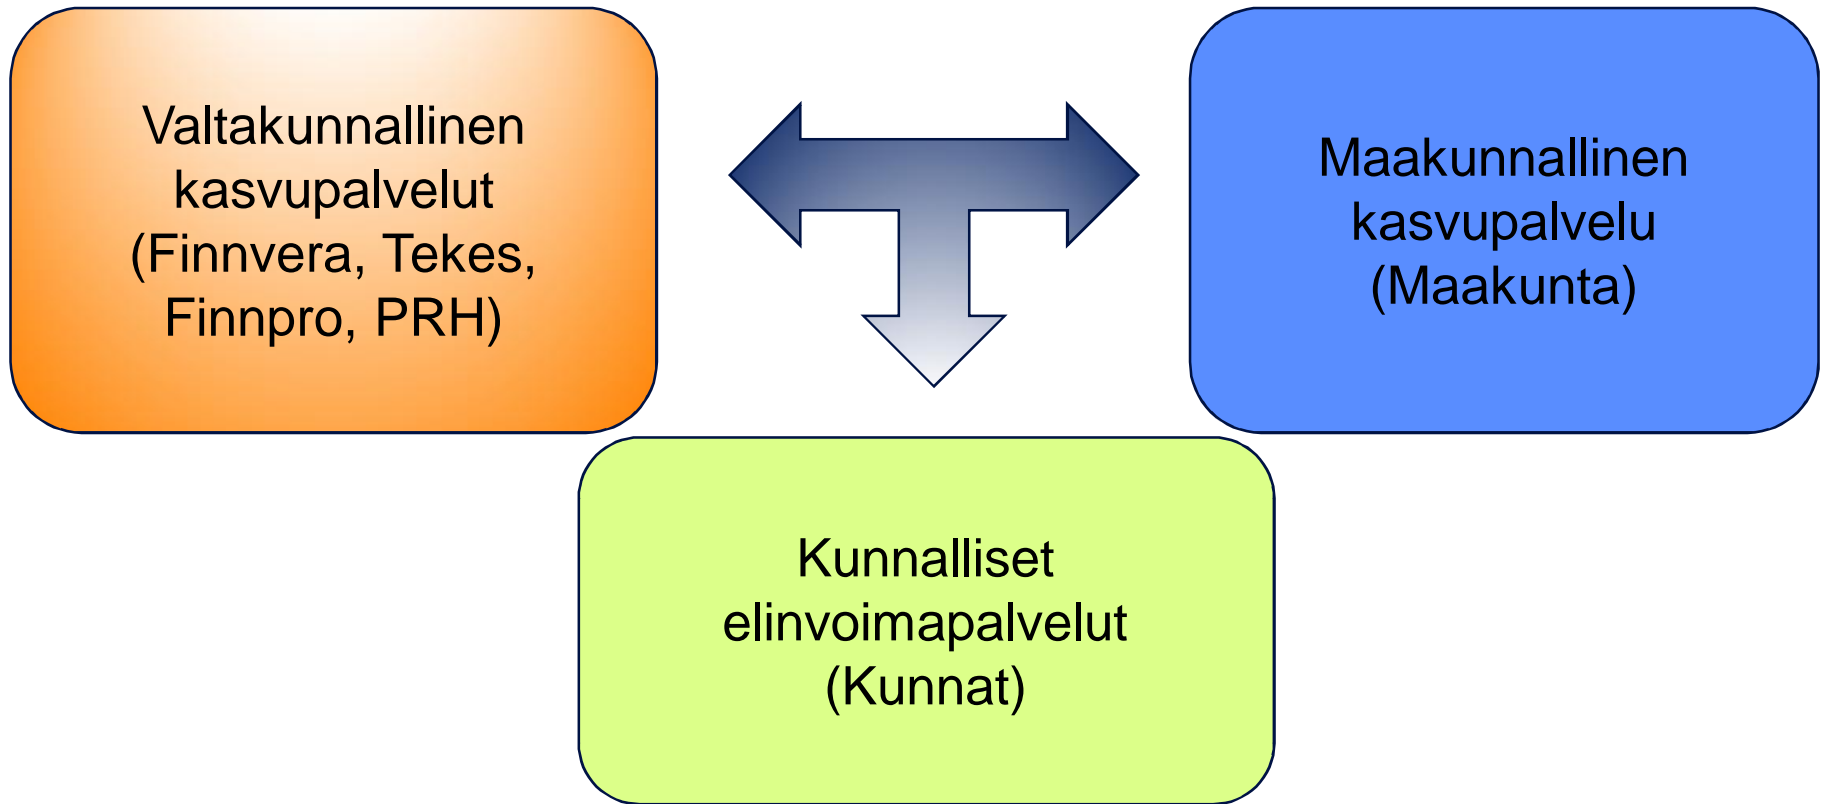 Valtakunnallinen
kasvupalvelut
(Finnvera, Tekes,
Finnpro, PRH)
Maakunnallinen
kasvupalvelu
(Maakunta)
Kunnalliset
elinvoimapalvelut
(Kunnat)